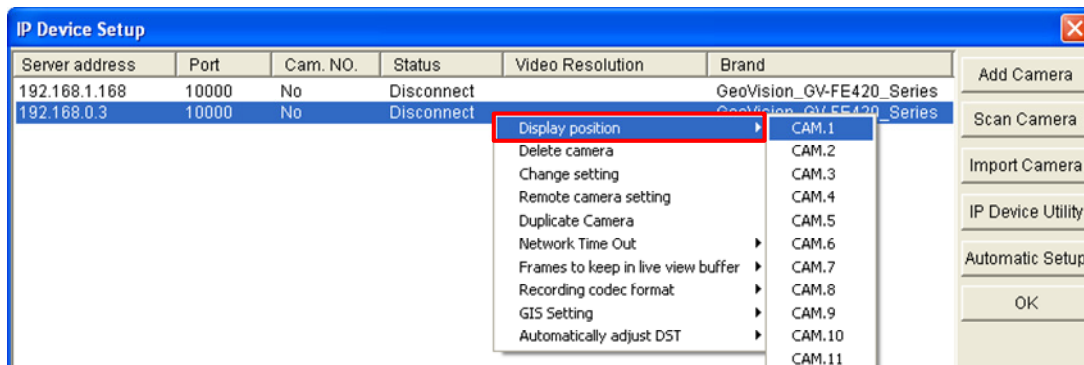 IP Device Setup
Server address Port Cam. NO. Status Video Resolution Brand
192.168.1.168 10000 No Disconnect GeoVision_GV-FE420_Series
192.168.0.3 10000 No Disconnect GeoVision_GV-FE420_Series
Add Camera
Scan Camera
Import Camera
IP Device Utility
Automatic Setup
OK
Display position
Delete camera
Change setting
Remote camera setting
Duplicate Camera
Network Time Out
Frames to keep in live view buffer
Recording codec format
GIS Setting
Automatically adjust DST
CAM.1
CAM.2
CAM.3
CAM.4
CAM.5
CAM.6
CAM.7
CAM.8
CAM.9
CAM.10
CAM.11